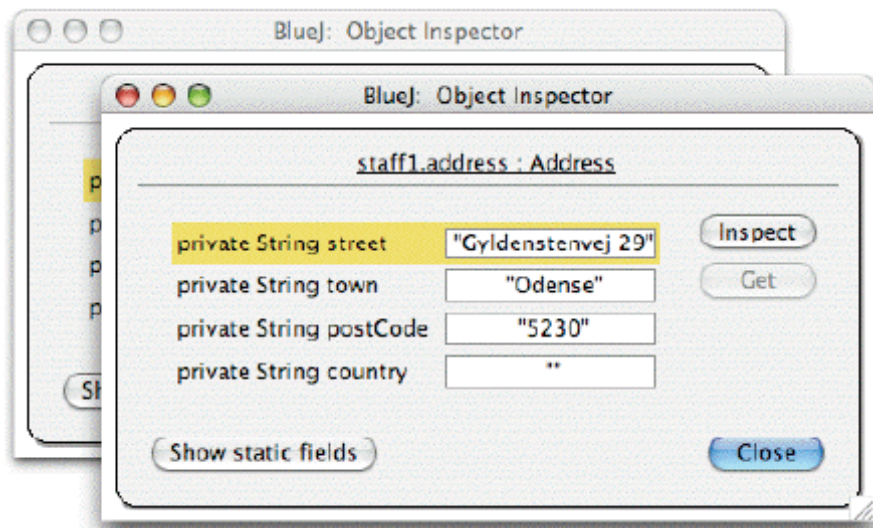 BlueJ: Object Inspector
BlueJ: Object Inspector
staff1.address : Address
private String street "Gyldenstenvej 29"
Inspect
private String town "Odense"
Get
private String postCode "5230"
private String country ""
Show static fields
Close